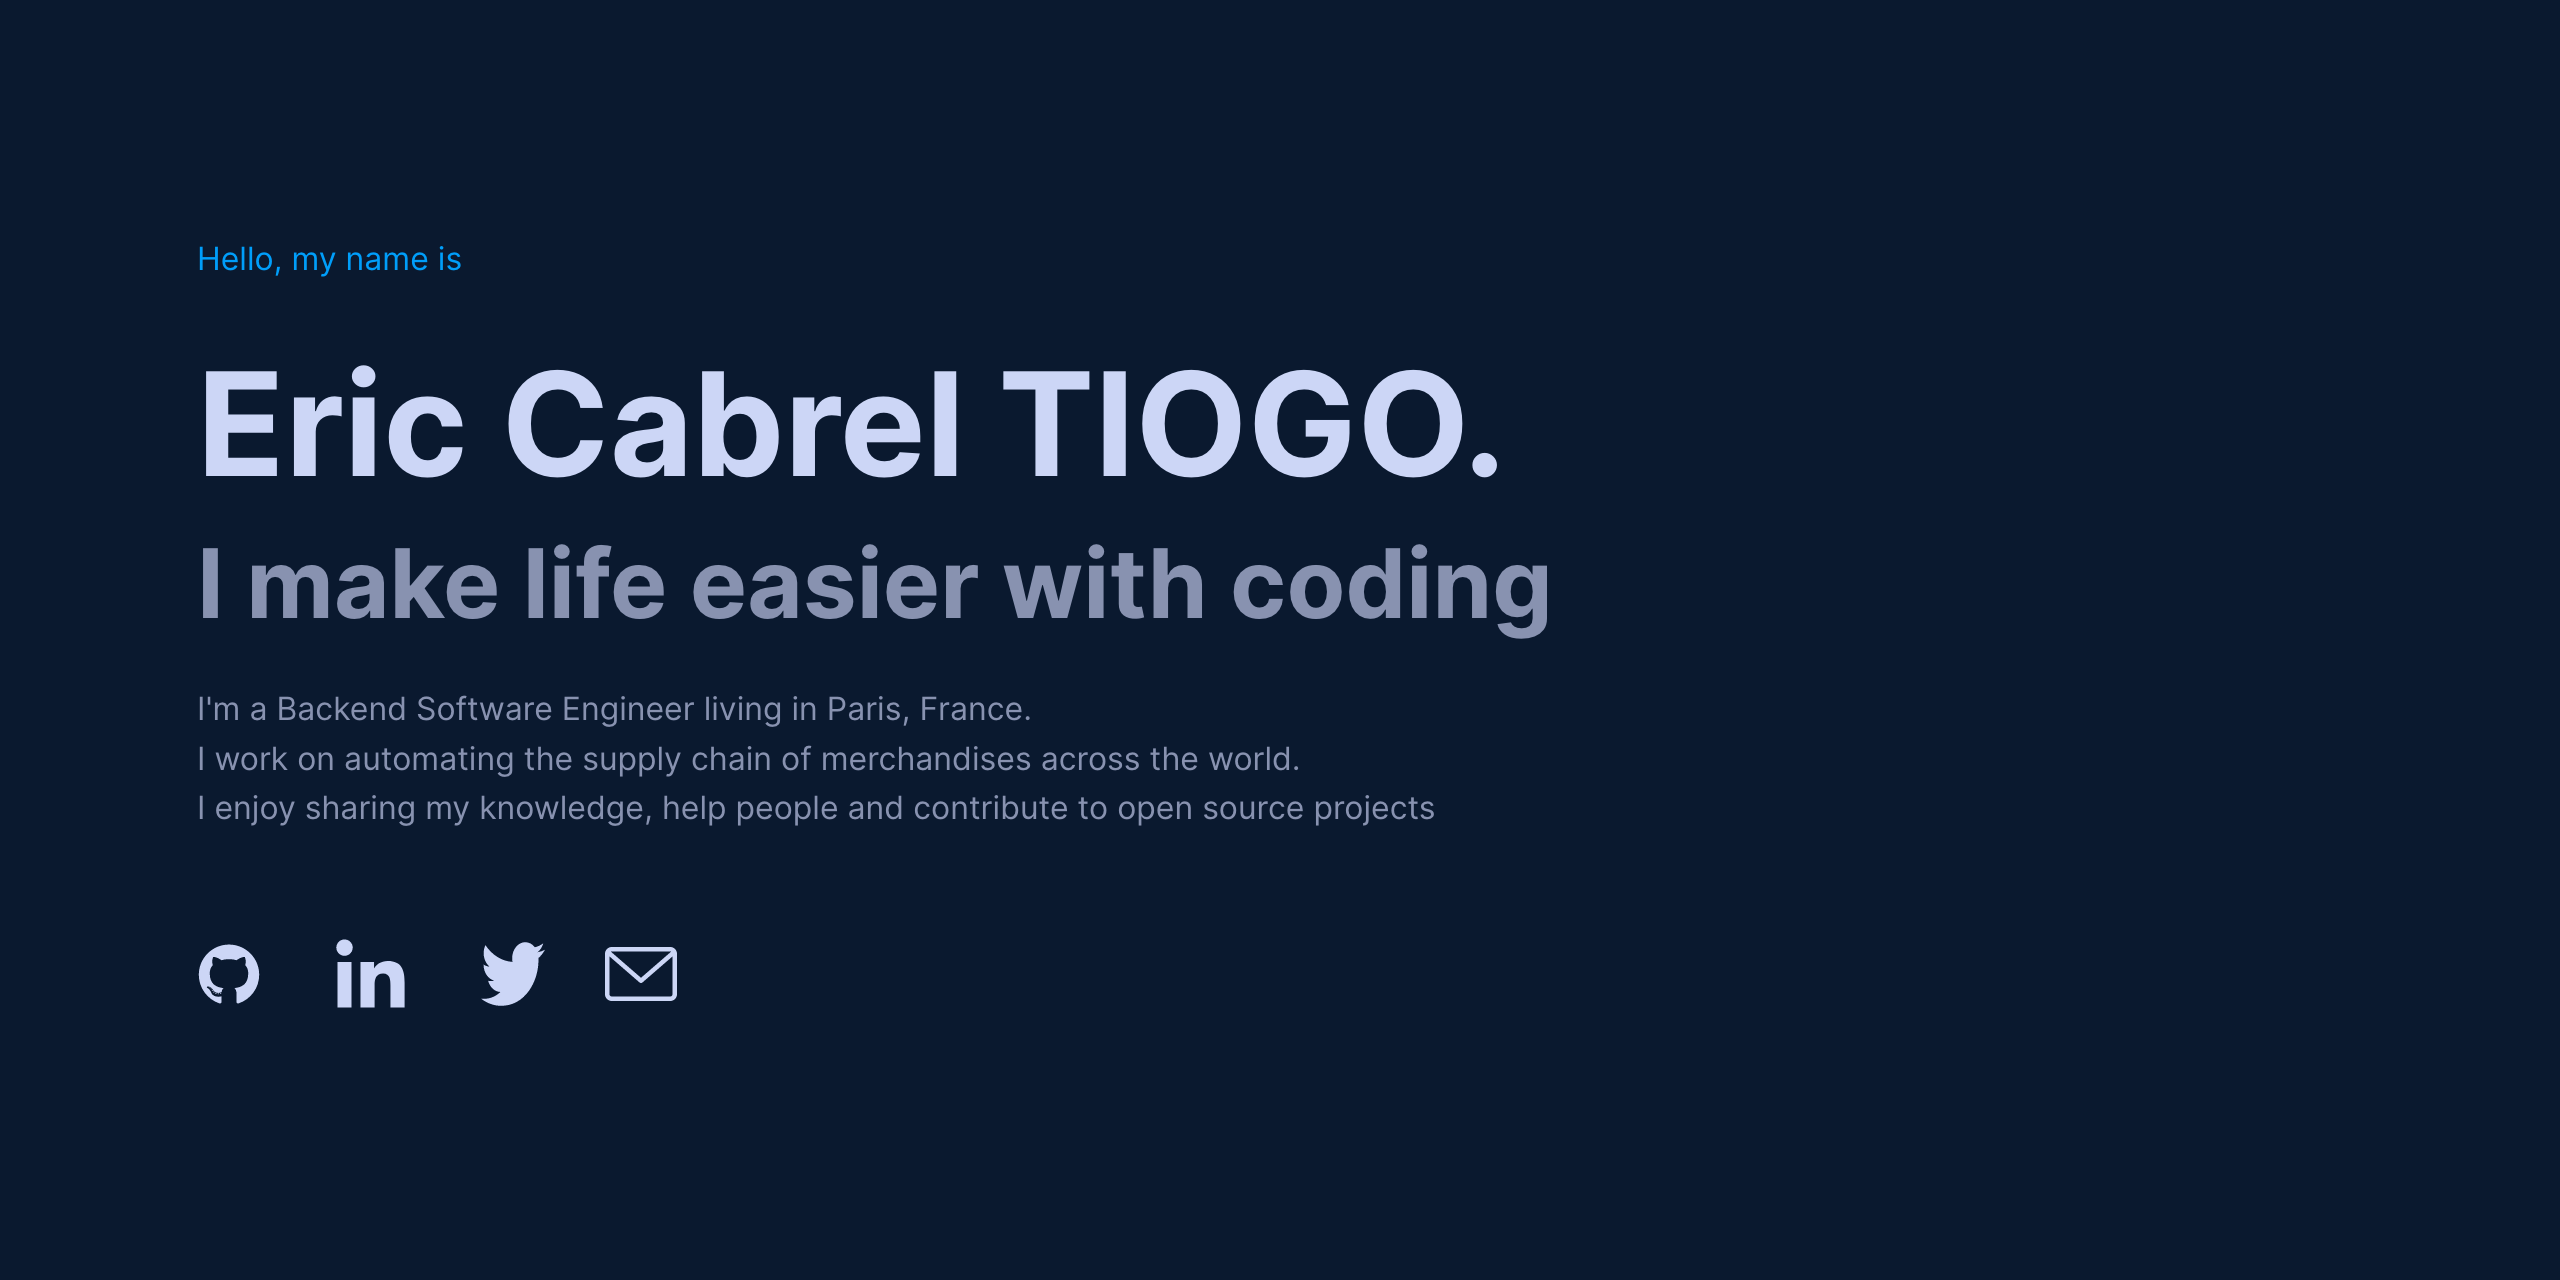 Hello, my name is
Eric Cabrel TIOGO.
I make life easier with coding
I'm a Backend Software Engineer living in Paris, France.
I work on automating the supply chain of merchandises across the world.
I enjoy sharing my knowledge, help people and contribute to open source projects
in